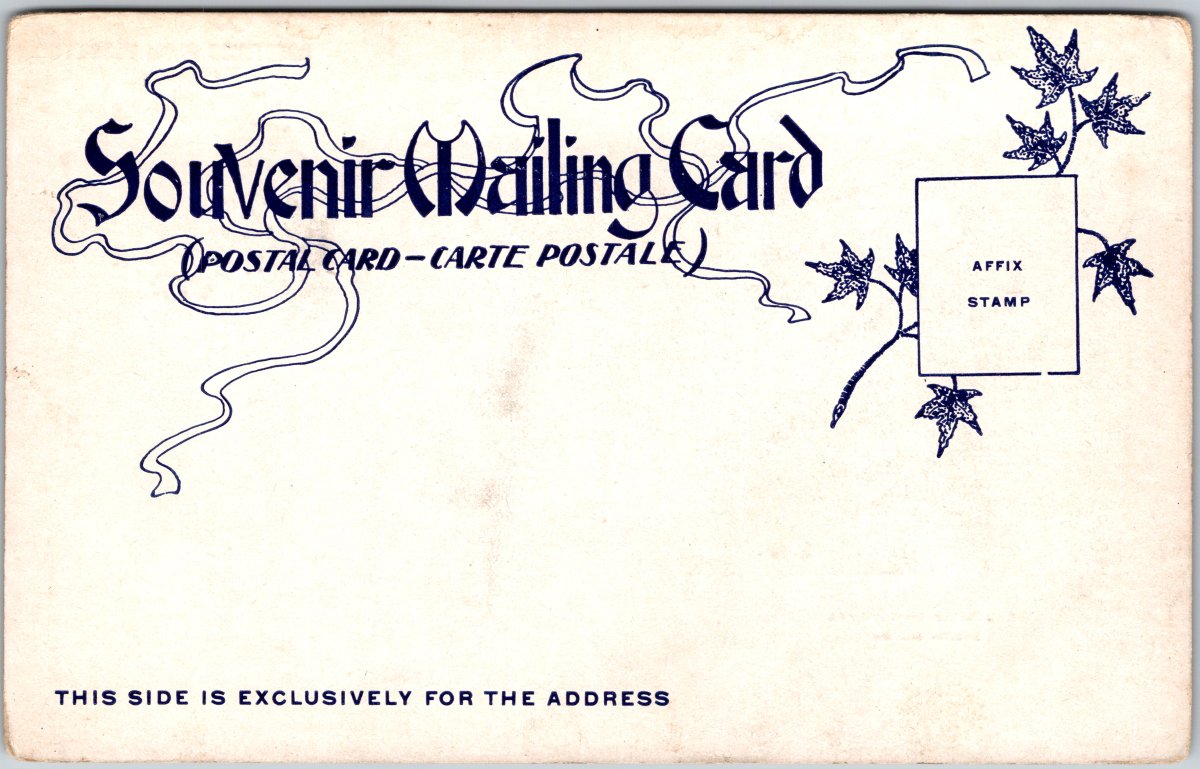 Souvenir Mailing Card
(POSTAL CARD – CARTE POSTALE)
AFFIX
STAMP
THIS SIDE IS EXCLUSIVELY FOR THE ADDRESS